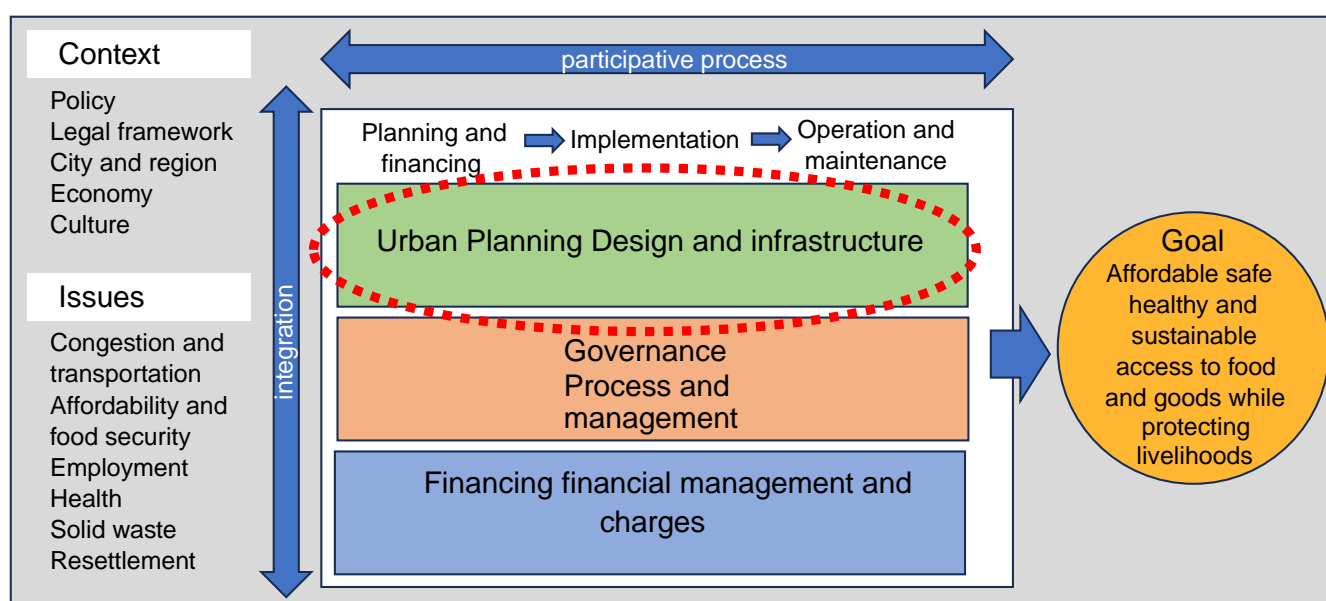 Context
Policy
Legal framework
City and region
Economy
Culture
Issues
Congestion and
transportation
Affordability and
food security
Employment
Health
Solid waste
Resettlement
participative process
integration
Planning and
financing
Implementation
Operation and
maintenance
Urban Planning Design and infrastructure
Governance
Process and
management
Financing financial management and
charges
Goal
Affordable safe
healthy and
sustainable
access to food
and goods while
protecting
livelihoods